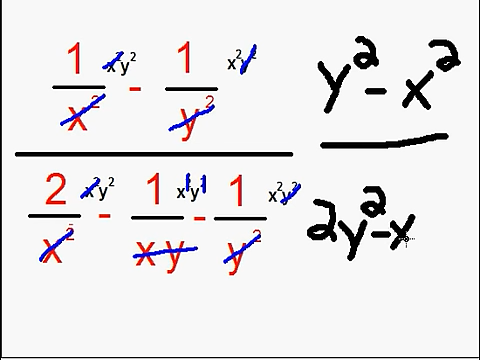 1/x² x²y² - 1/y² x²y²
2/x² x²y² - 1/xy x²y² - 1/y² x²y²
y² - x²
2y² - x